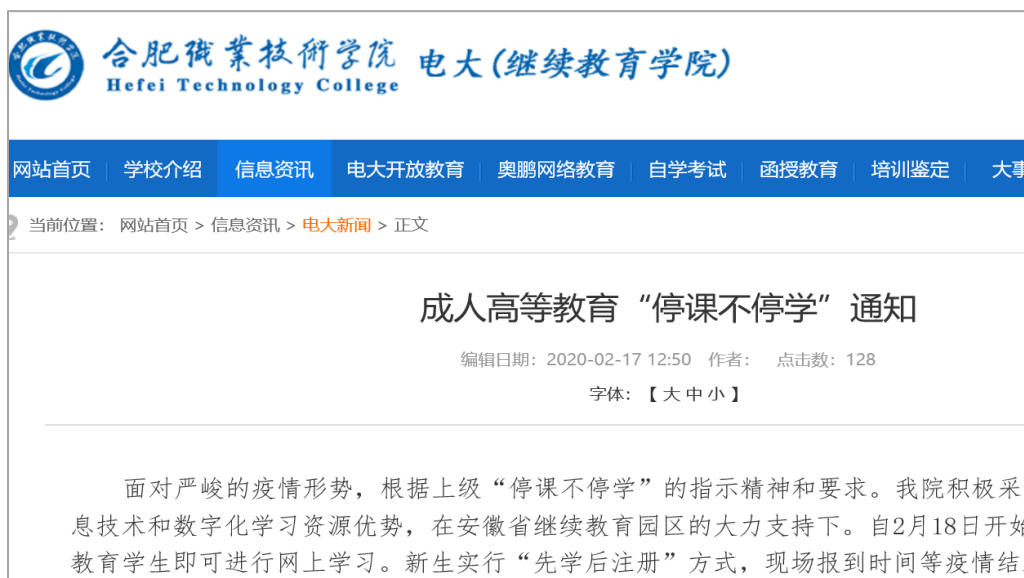 合肥職業技術学院 电大(继续教育学院)
Hefei Technology College
网站首页 学校介绍 信息资讯 电大开放教育 奥鹏网络教育 自学考试 函授教育 培训鉴定 大事
当前位置： 网站首页 > 信息资讯 > 电大新闻 > 正文
成人高等教育“停课不停学”通知
编辑日期：2020-02-17 12:50 作者： 点击数：128
字体：【 大 中 小 】
面对严峻的疫情形势，根据上级“停课不停学”的指示精神和要求。我院积极采
息技术和数字化学习资源优势，在安徽省继续教育园区的大力支持下。自2月18日开始
教育学生即可进行网上学习。新生实行“先学后注册”方式，现场报到时间等疫情结